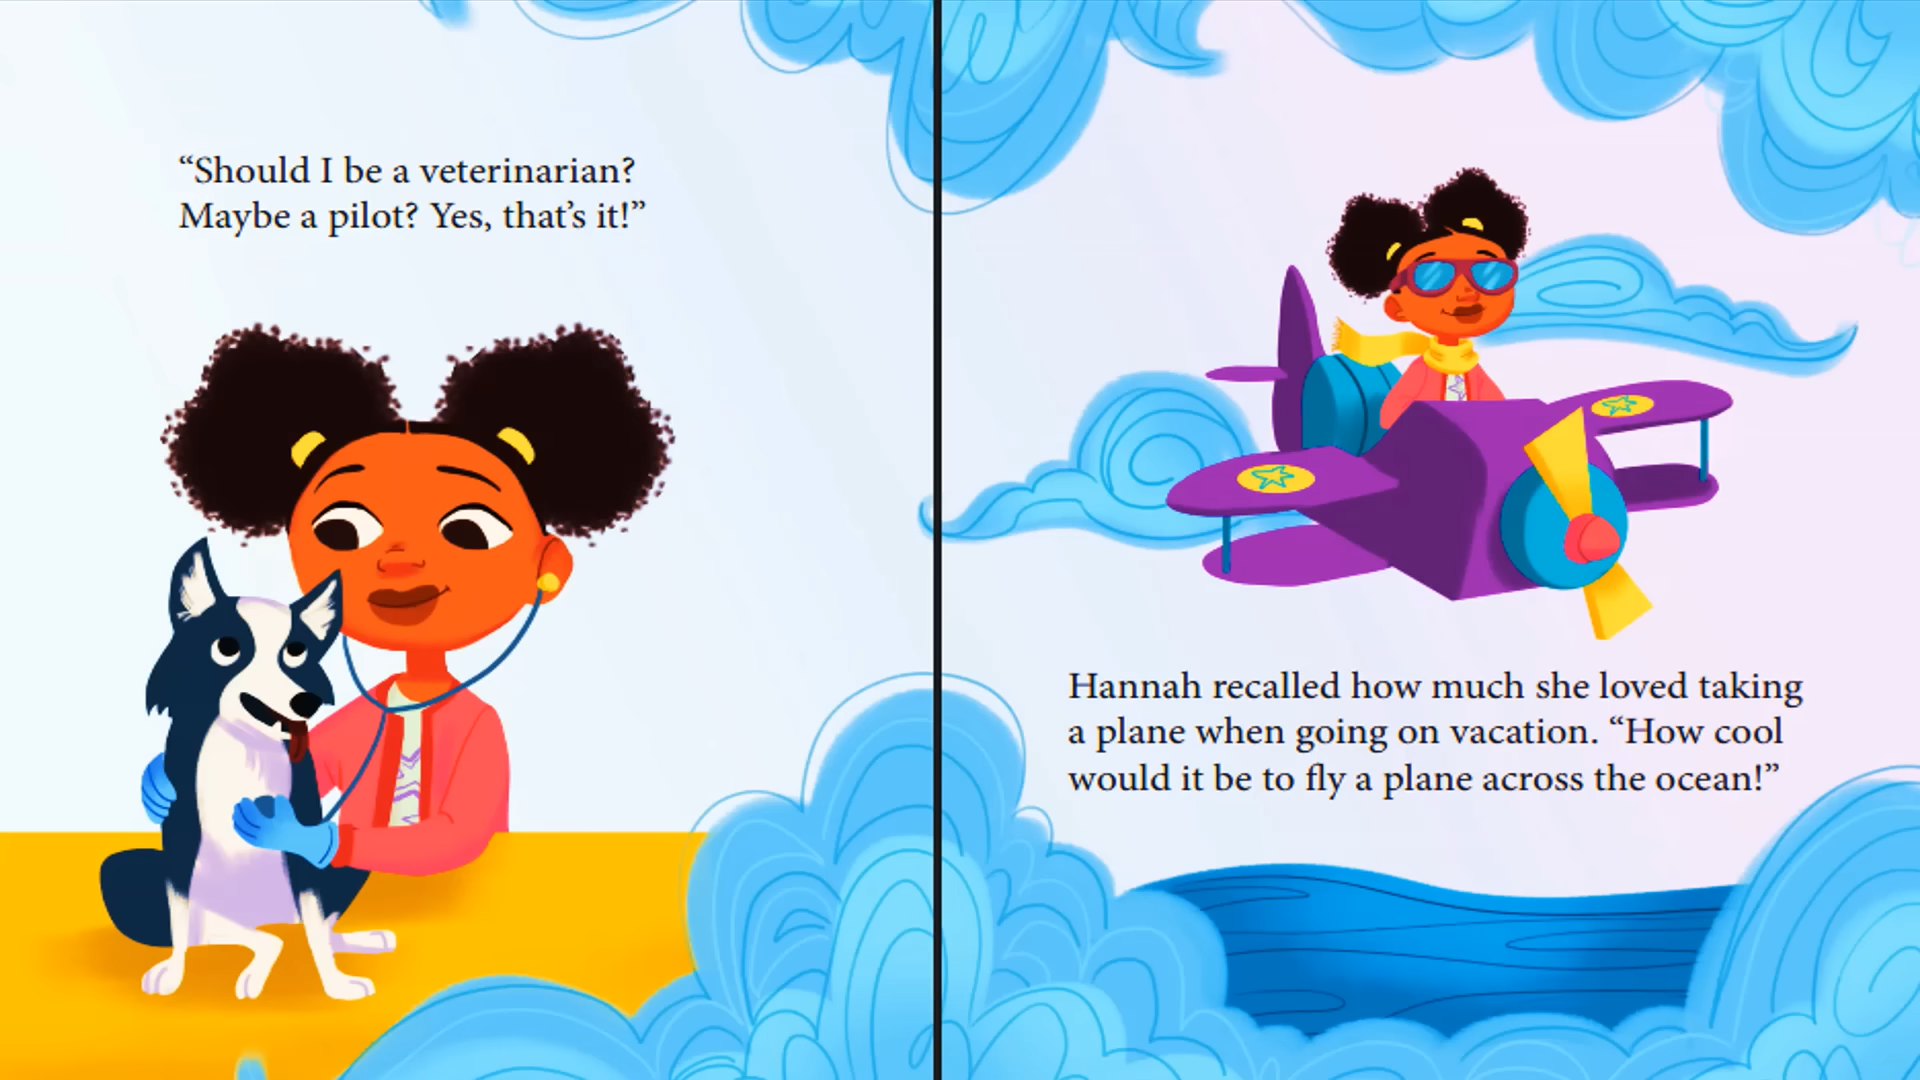 “Should I be a veterinarian?
Maybe a pilot? Yes, that’s it!”
Hannah recalled how much she loved taking
a plane when going on vacation. “How cool
would it be to fly a plane across the ocean!”